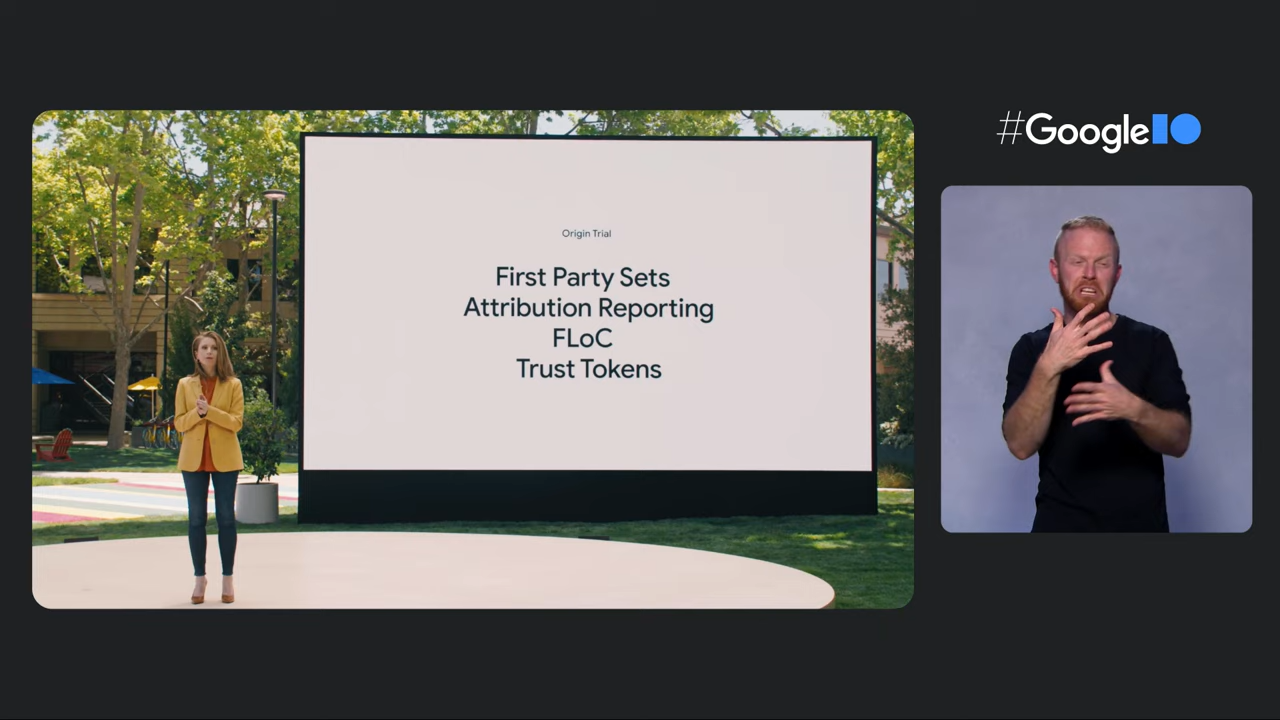 Origin Trial
First Party Sets
Attribution Reporting
FLoC
Trust Tokens
#GoogleIO